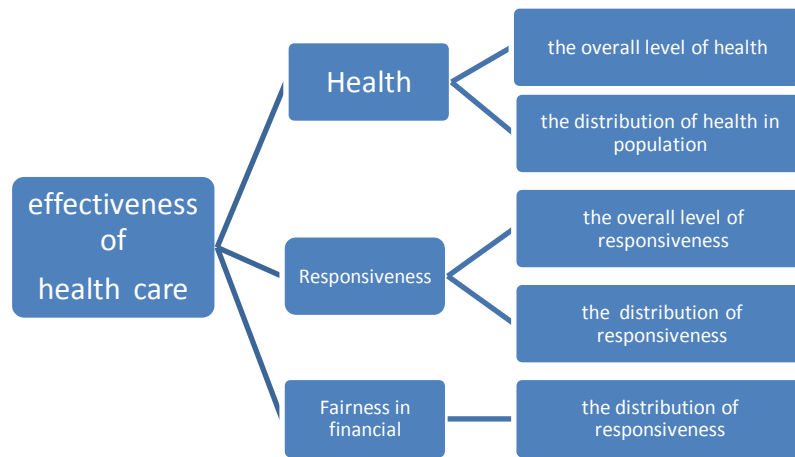 effectiveness
of
health care
Health
the overall level of health
the distribution of health in
population
Responsiveness
the overall level of
responsiveness
the distribution of
responsiveness
Fairness in
financial
the distribution of
responsiveness